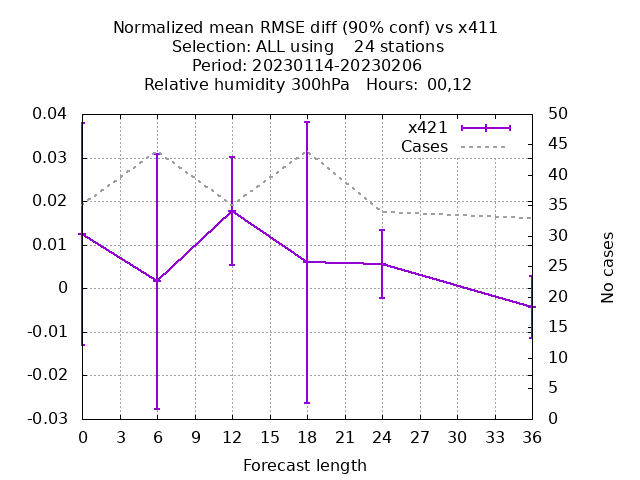 Normalized mean RMSE diff (90% conf) vs x411
Selection: ALL using    24 stations
Period: 20230114-20230206
Relative humidity 300hPa   Hours:  00,12
x421
Cases
0.04
0.03
0.02
0.01
0
-0.01
-0.02
-0.03
50
45
40
35
30
25
20
15
10
5
0
No cases
0 3 6 9 12 15 18 21 24 27 30 33 36
Forecast length